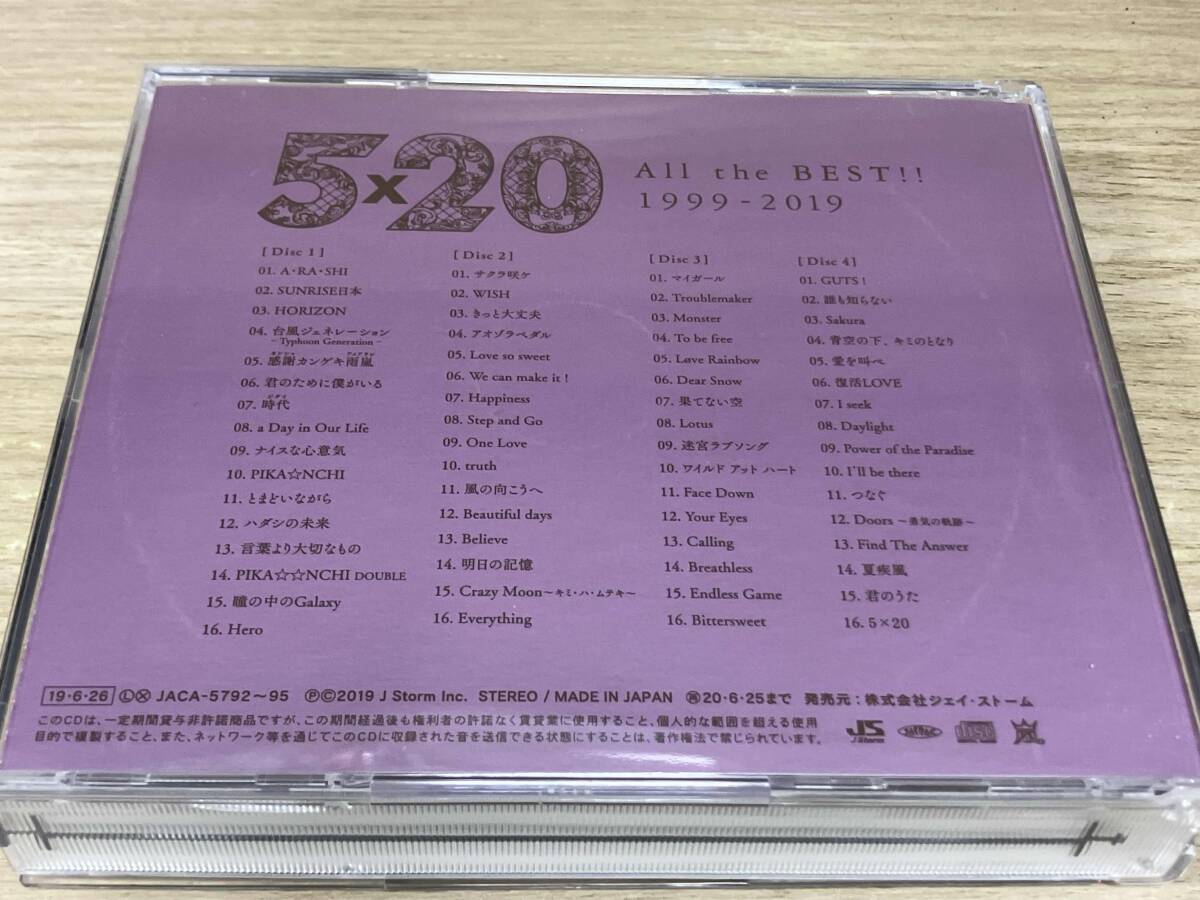 5×20
All the BEST!!
1999-2019
[Disc 1]
01. A・RA・SHI
02. SUNRISE日本
03. HORIZON
04. 台風ジェネレーション
-Typhoon Generation-
05. 感謝カンゲキ雨嵐
06. 君のために僕がいる
07. 時代
08. a Day in Our Life
09. ナイスな心意気
10. PIKA☆NCHI
11. とまどいながら
12. ハダシの未来
13. 言葉より大切なもの
14. PIKA☆☆NCHI DOUBLE
15. 瞳の中のGalaxy
16. Hero
[Disc 2]
01. サクラ咲ケ
02. WISH
03. きっと大丈夫
04. アオゾラペダル
05. Love so sweet
06. We can make it!
07. Happiness
08. Step and Go
09. One Love
10. truth
11. 風の向こうへ
12. Beautiful days
13. Believe
14. 明日の記憶
15. Crazy Moon～キミ・ハ・ムテキ～
16. Everything
[Disc 3]
01. マイガール
02. Troublemaker
03. Monster
04. To be free
05. Løve Rainbow
06. Dear Snow
07. 果てない空
08. Lotus
09. 迷宮ラブソング
10. ワイルド アット ハート
11. Face Down
12. Your Eyes
13. Calling
14. Breathless
15. Endless Game
16. Bittersweet
[Disc 4]
01. GUTS!
02. 誰も知らない
03. Sakura
04. 青空の下、キミのとなり
05. 愛を叫べ
06. 復活LOVE
07. I seek
08. Daylight
09. Power of the Paradise
10. I'll be there
11. つなぐ
12. Doors ～勇気の軌跡～
13. Find The Answer
14. 夏疾風
15. 君のうた
16. 5×20
19・6・26 Ⓛⓧ JACA-5792～95 ℗©2019 J Storm Inc. STEREO / MADE IN JAPAN 20・6・25まで 発売元：株式会社ジェイ・ストーム
このCDは、一定期間貸与非許諾商品ですが、この期間経過後も権利者の許諾なく賃貸業に使用すること、個人的な範囲を超える使用
目的で複製すること、また、ネットワーク等を通じてこのCDに収録された音を送信できる状態にすることは、著作権法で禁じられています。
JS
J Storm